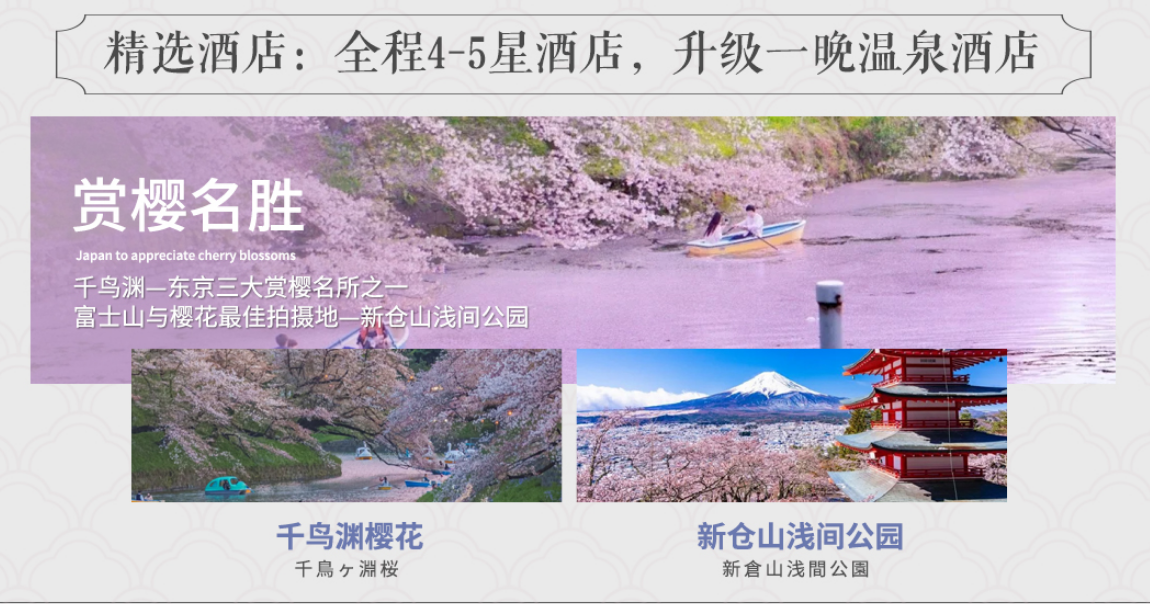 精选酒店：全程4-5星酒店，升级一晚温泉酒店
赏樱名胜
Japan to appreciate cherry blossoms
千鸟渊—东京三大赏樱名所之一
富士山与樱花最佳拍摄地—新仓山浅间公园
千鸟渊樱花
千鳥ヶ淵桜
新仓山浅间公园
新倉山浅間公園